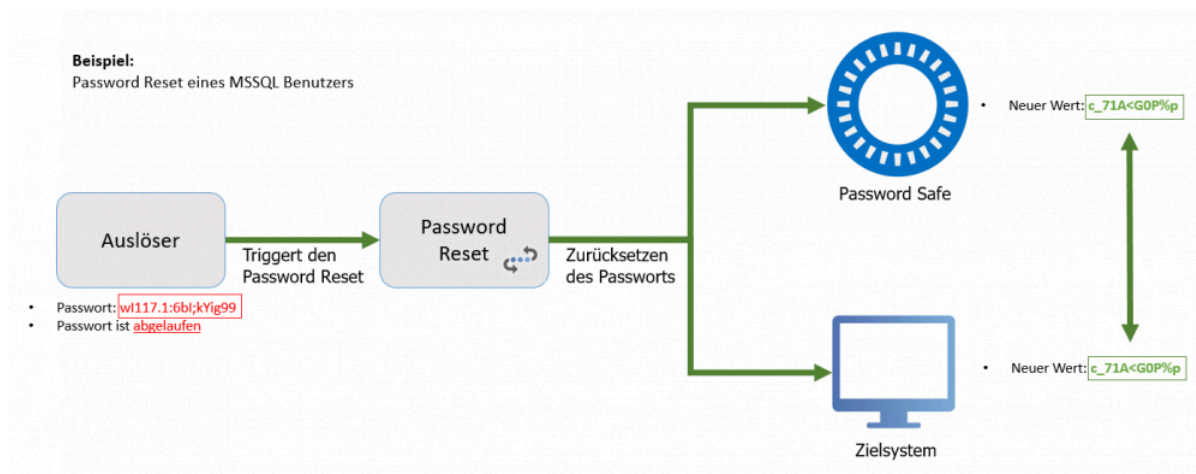 Beispiel:
Password Reset eines MSSQL Benutzers
• Neuer Wert: c_71A<G0P%p
Password Safe
Auslöser
Triggert den
Password Reset
Password
Reset
Zurücksetzen
des Passworts
• Passwort: wI117.1:6bI;kYig99
• Passwort ist abgelaufen
• Neuer Wert: c_71A<G0P%p
Zielsystem